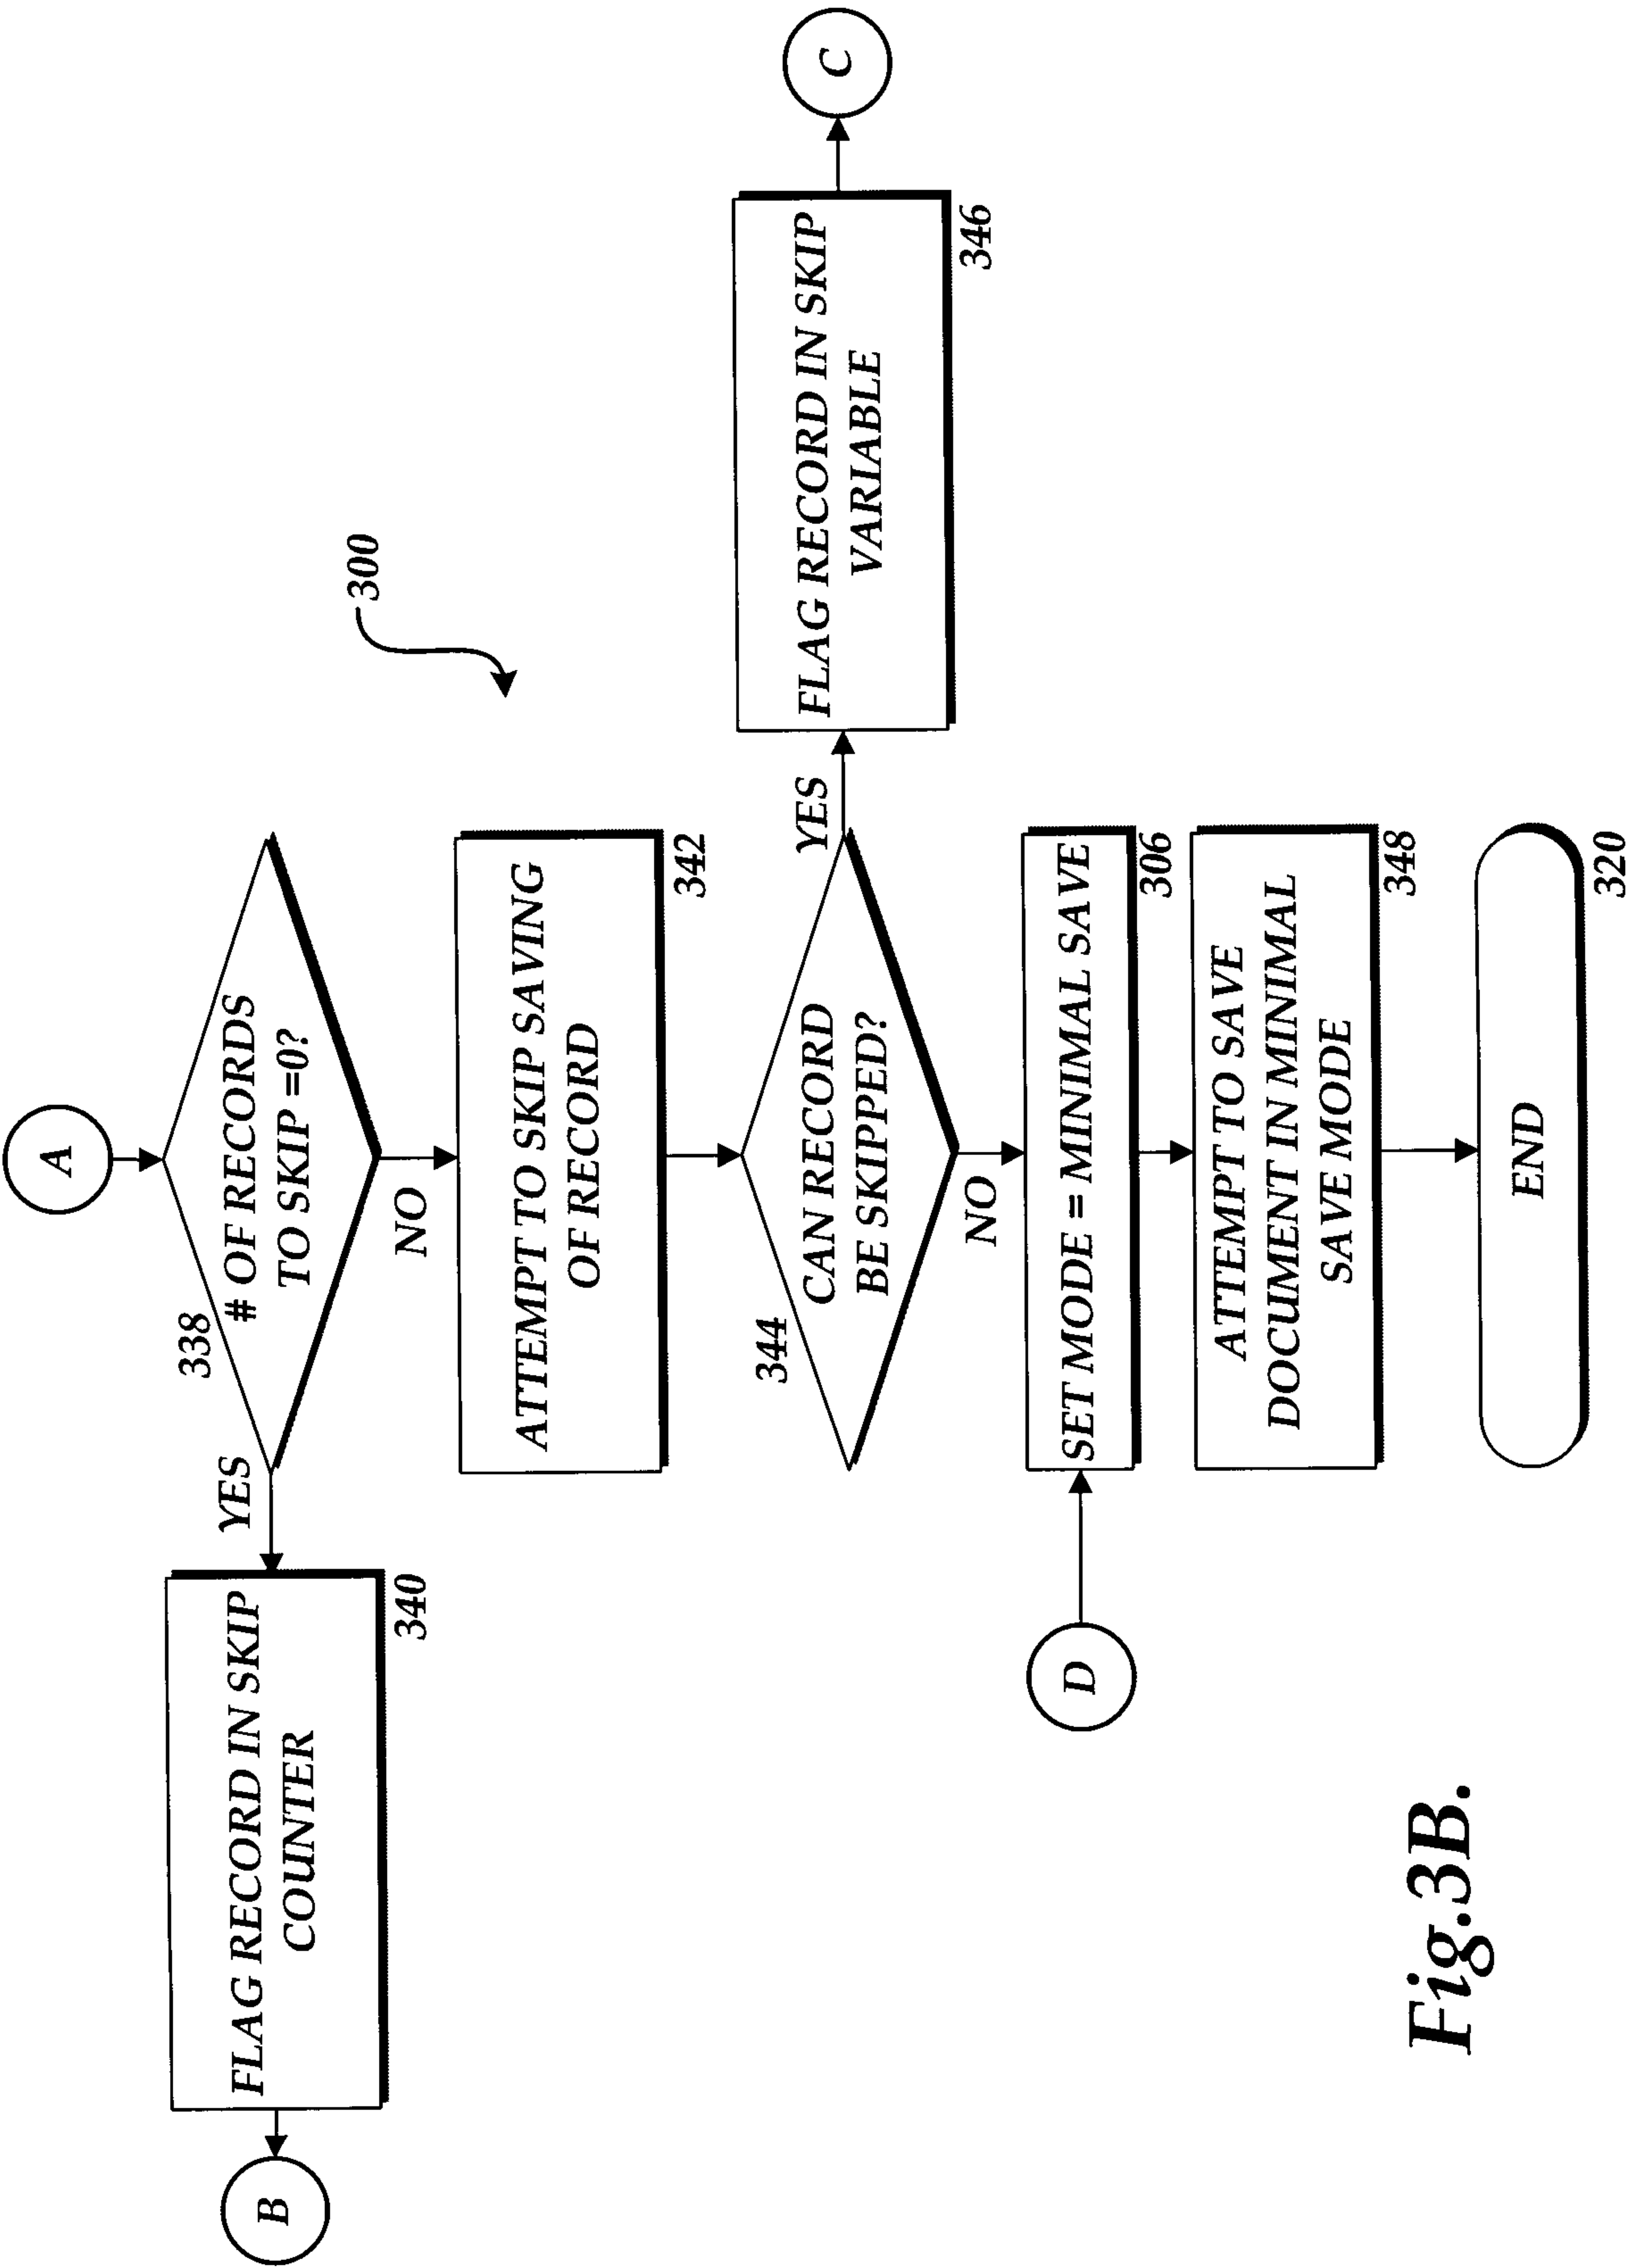 A
338
# OF RECORDS
TO SKIP =0?
YES
FLAG RECORD IN SKIP
COUNTER
340
B
NO
300
ATTEMPT TO SKIP SAVING
OF RECORD
342
344
CAN RECORD
BE SKIPPED?
YES
FLAG RECORD IN SKIP
VARIABLE
346
C
NO
D
SET MODE = MINIMAL SAVE
306
ATTEMPT TO SAVE
DOCUMENT IN MINIMAL
SAVE MODE
348
END
320
Fig.3B.